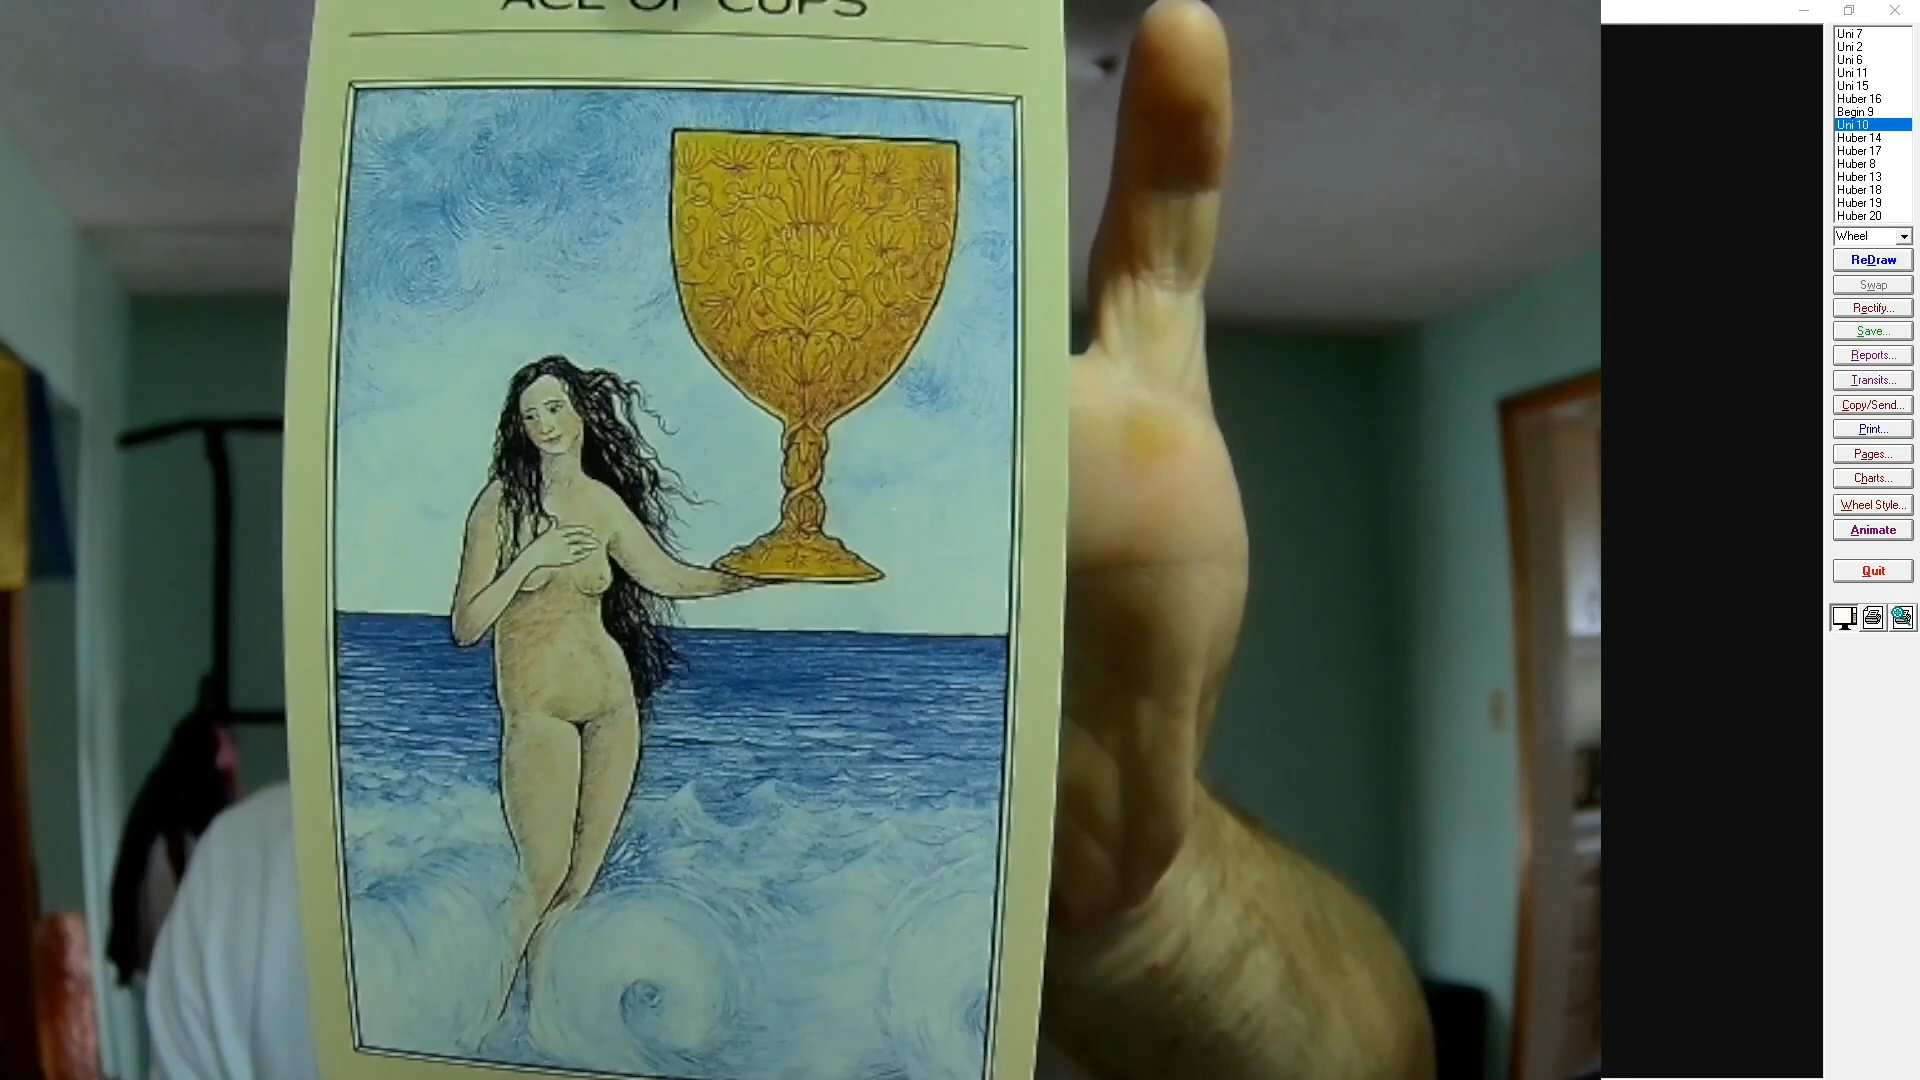 ACE OF CUPS
Uni 7
Uni 2
Uni 6
Uni 11
Uni 15
Huber 16
Begin 9
Uni 10
Huber 14
Huber 17
Huber 8
Huber 13
Huber 18
Huber 19
Huber 20
Wheel
ReDraw
Swap
Rectify...
Save...
Reports...
Transits...
Copy/Send...
Print...
Pages...
Charts...
Wheel Style...
Animate
Quit